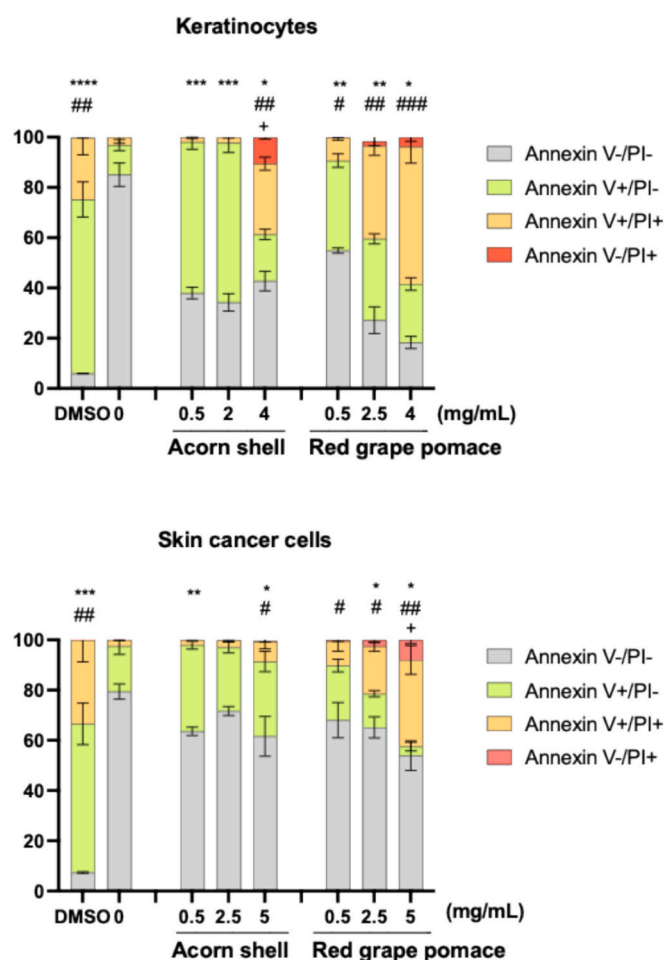 Keratinocytes
**** *** *** * ** ** *
## ## # ## ###
+
100
80
60
40
20
0
Annexin V-/PI-
Annexin V+/PI-
Annexin V+/PI+
Annexin V-/PI+
DMSO 0 0.5 2 4 0.5 2.5 4 (mg/mL)
Acorn shell Red grape pomace
Skin cancer cells
*** ** * * *
## # # # ##
+
100
80
60
40
20
0
Annexin V-/PI-
Annexin V+/PI-
Annexin V+/PI+
Annexin V-/PI+
DMSO 0 0.5 2.5 5 0.5 2.5 5 (mg/mL)
Acorn shell Red grape pomace